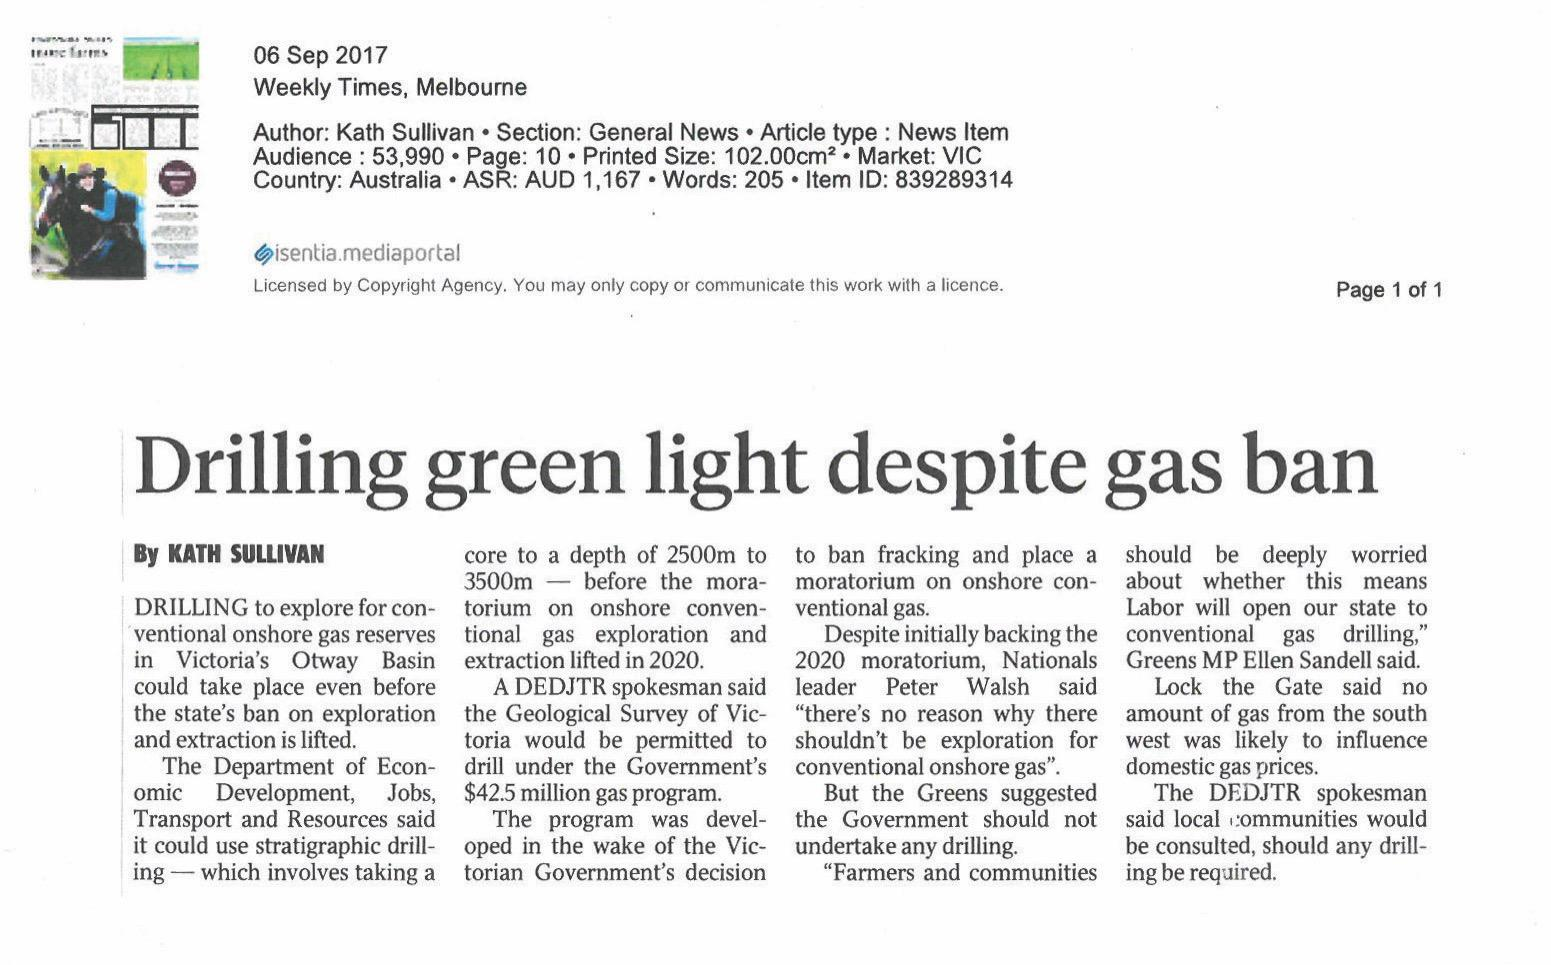 06 Sep 2017
Weekly Times, Melbourne
Author: Kath Sullivan • Section: General News • Article type : News Item
Audience : 53,990 • Page: 10 • Printed Size: 102.00cm² • Market: VIC
Country: Australia • ASR: AUD 1,167 • Words: 205 • Item ID: 839289314
isentia.mediaportal
Licensed by Copyright Agency. You may only copy or communicate this work with a licence.
Page 1 of 1
Drilling green light despite gas ban
By KATH SULLIVAN
DRILLING to explore for con-
ventional onshore gas reserves
in Victoria's Otway Basin
could take place even before
the state's ban on exploration
and extraction is lifted.
The Department of Econ-
omic Development, Jobs,
Transport and Resources said
it could use stratigraphic drill-
ing — which involves taking a
core to a depth of 2500m to
3500m — before the mora-
torium on onshore conven-
tional gas exploration and
extraction lifted in 2020.
A DEDJTR spokesman said
the Geological Survey of Vic-
toria would be permitted to
drill under the Government's
$42.5 million gas program.
The program was devel-
oped in the wake of the Vic-
torian Government's decision
to ban fracking and place a
moratorium on onshore con-
ventional gas.
Despite initially backing the
2020 moratorium, Nationals
leader Peter Walsh said
“there's no reason why there
shouldn't be exploration for
conventional onshore gas”.
But the Greens suggested
the Government should not
undertake any drilling.
“Farmers and communities
should be deeply worried
about whether this means
Labor will open our state to
conventional gas drilling,”
Greens MP Ellen Sandell said.
Lock the Gate said no
amount of gas from the south
west was likely to influence
domestic gas prices.
The DEDJTR spokesman
said local communities would
be consulted, should any drill-
ing be required.